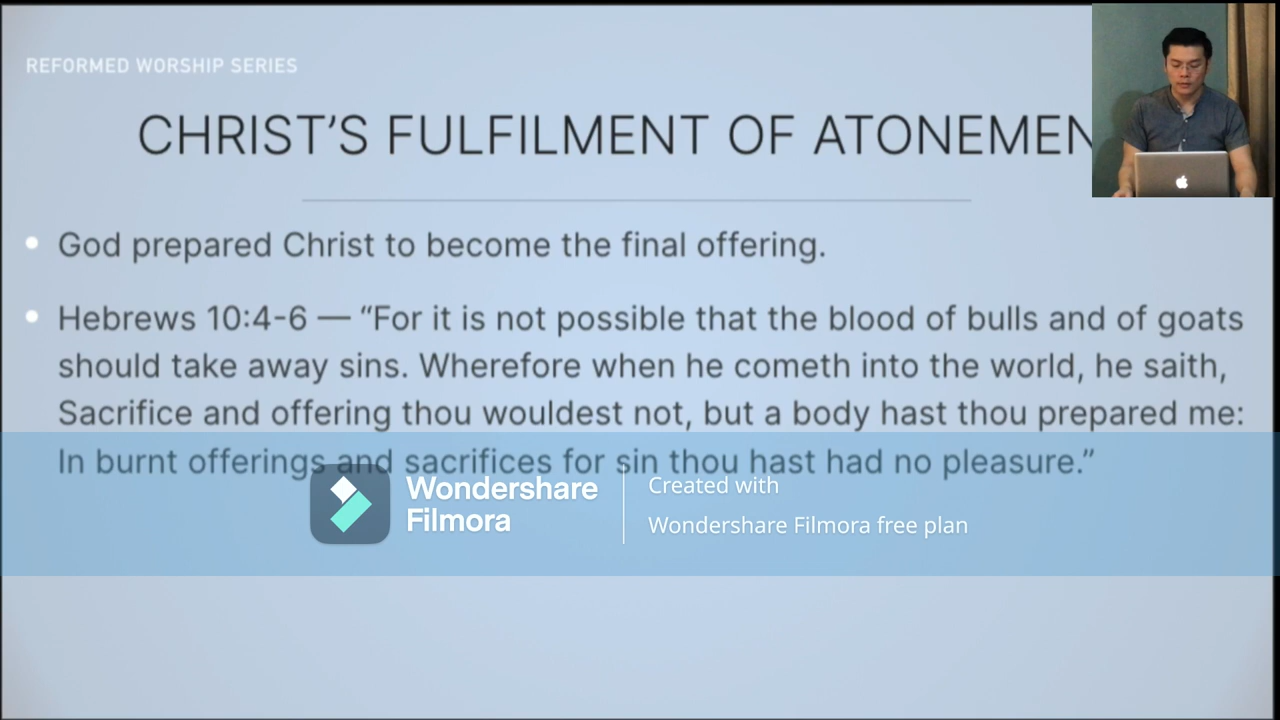 REFORMED WORSHIP SERIES
CHRIST’S FULFILMENT OF ATONEMEN
God prepared Christ to become the final offering.
Hebrews 10:4-6 — “For it is not possible that the blood of bulls and of goats
should take away sins. Wherefore when he cometh into the world, he saith,
Sacrifice and offering thou wouldest not, but a body hast thou prepared me:
In burnt offerings and sacrifices for sin thou hast had no pleasure.”
Wondershare
Filmora
Created with
Wondershare Filmora free plan